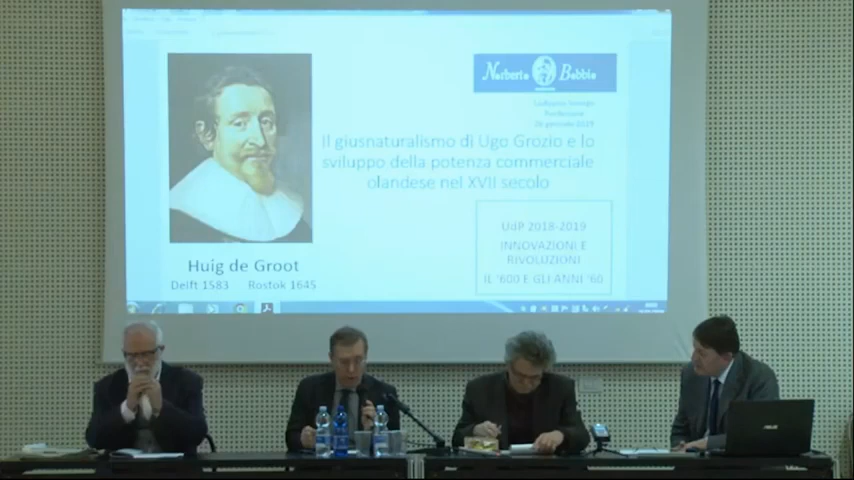 Norberto Bobbio
Il giusnaturalismo di Ugo Grozio e lo
sviluppo della potenza commerciale
olandese nel XVII secolo
UdP 2018-2019
INNOVAZIONI E
RIVOLUZIONI
IL '600 E GLI ANNI '60
Huig de Groot
Delft 1583 Rostok 1645